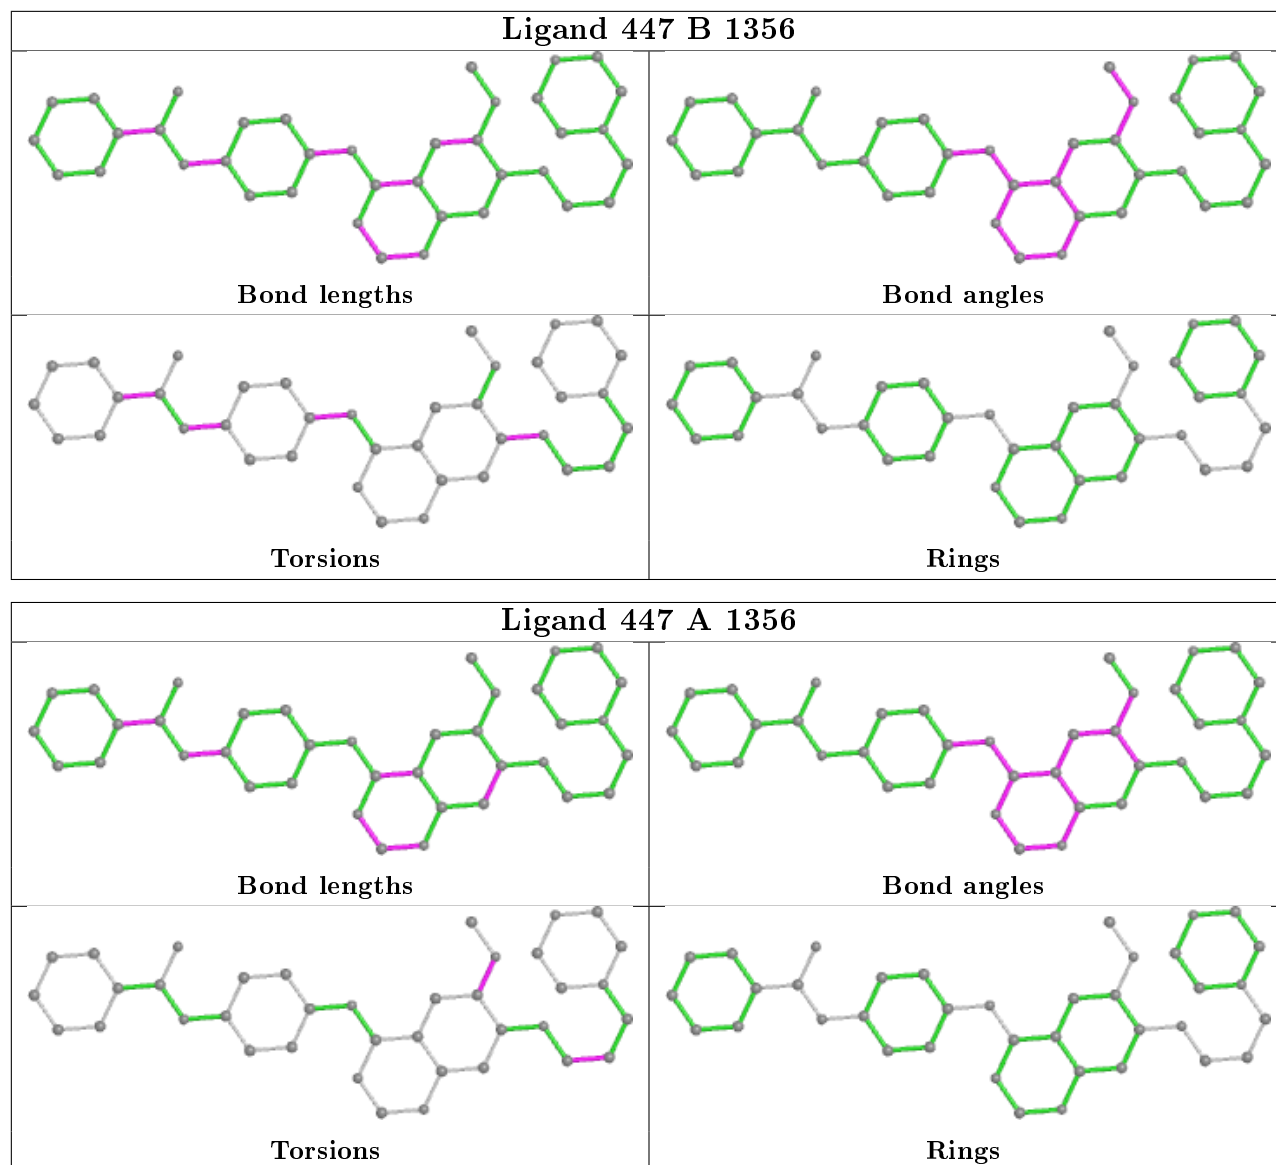 Ligand 447 B 1356
Bond lengths
Bond angles
Torsions
Rings
Ligand 447 A 1356
Bond lengths
Bond angles
Torsions
Rings